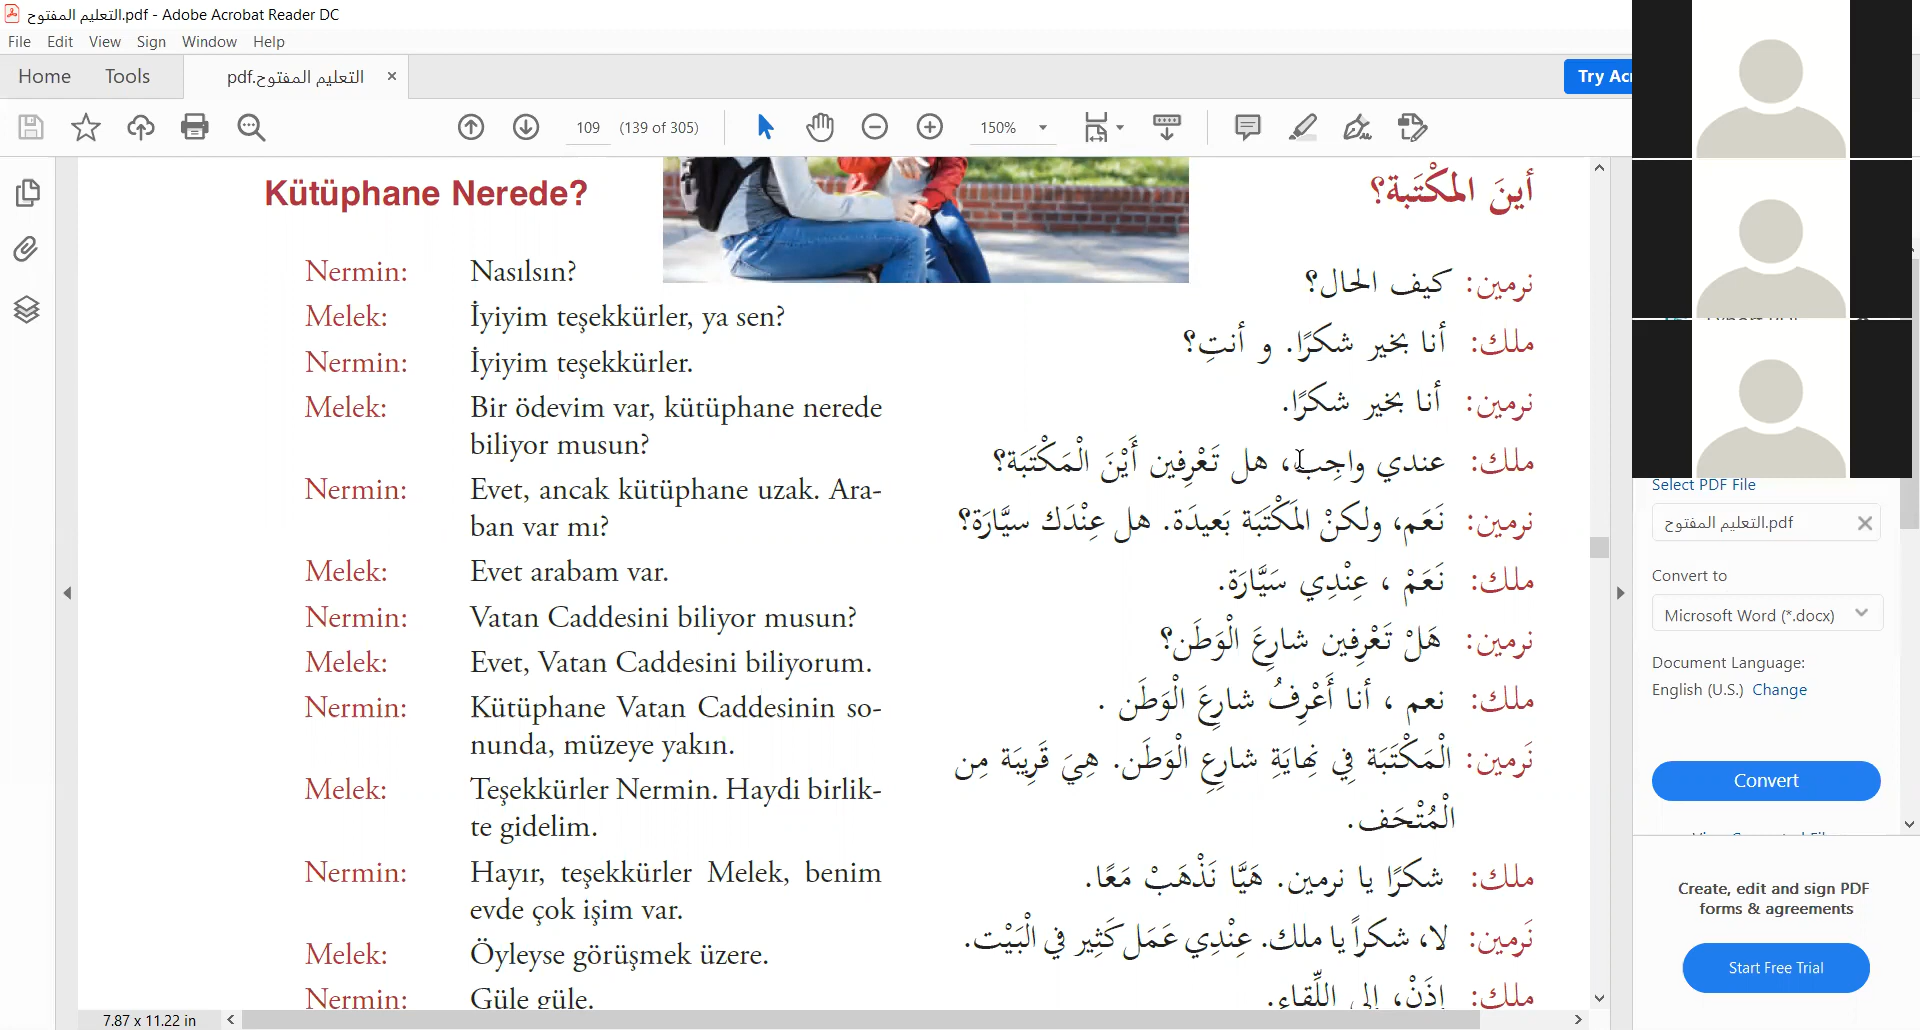 التعليم المفتوح.pdf - Adobe Acrobat Reader DC
File Edit View Sign Window Help
Home Tools التعليم المفتوح.pdf ×
Try Ac
109 (139 of 305) 150%
Kütüphane Nerede?
Nermin: Nasılsın?
Melek: İyiyim teşekkürler, ya sen?
Nermin: İyiyim teşekkürler.
Melek: Bir ödevim var, kütüphane nerede
biliyor musun?
Nermin: Evet, ancak kütüphane uzak. Ara-
ban var mı?
Melek: Evet arabam var.
Nermin: Vatan Caddesini biliyor musun?
Melek: Evet, Vatan Caddesini biliyorum.
Nermin: Kütüphane Vatan Caddesinin so-
nunda, müzeye yakın.
Melek: Teşekkürler Nermin. Haydi birlik-
te gidelim.
Nermin: Hayır, teşekkürler Melek, benim
evde çok işim var.
Melek: Öyleyse görüşmek üzere.
Nermin: Güle güle.
أينَ المكْتَبة؟
نرمين: كيف الحال؟
ملك: أنا بخير شكرًا. و أنتِ؟
نرمين: أنا بخير شكرًا.
ملك: عندي واجِب، هل تَعْرِفين أَيْنَ الْمَكْتَبَة؟
نرمين: نَعَم، ولكنْ المَكْتَبَة بَعيدَة. هل عِنْدَك سيَّارَة؟
ملك: نَعَمْ ، عِنْدِي سَيَّارَة.
نرمين: هَلْ تَعْرِفين شارِعَ الْوَطَن؟
ملك: نعم ، أنا أَعْرِفُ شارِعَ الْوَطَن .
نَرمين: الْمَكْتَبَة فِي نِهايَةِ شارِعِ الْوَطَن. هِيَ قَرِيبَة مِن
الْمُتْحَف.
ملك: شكرًا يا نرمين. هَيَّا نَذْهَبْ مَعًا.
نَرمين: لا، شكراً يا ملك. عِنْدِي عَمَل كَثِير في الْبَيْت.
ملك: إذَنْ، إلى اللِّقاء.
7.87 x 11.22 in
Select PDF File
التعليم المفتوح.pdf
Convert to
Microsoft Word (*.docx)
Document Language:
English (U.S.) Change
Convert
Create, edit and sign PDF
forms & agreements
Start Free Trial